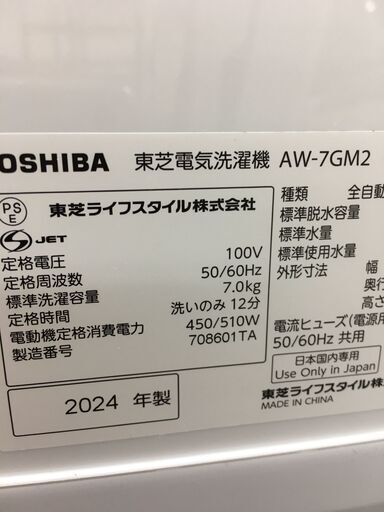 OSHIBA 東芝電気洗濯機 AW-7GM2
PS E 東芝ライフスタイル株式会社
S JET
定格電圧 100V
定格周波数 50/60Hz
標準洗濯容量 7.0kg
定格時間 洗いのみ 12分
電動機定格消費電力 450/510W
製造番号 708601TA
2024 年製
種類 全自動
標準脱水容量
標準水量
標準使用水量
外形寸法 幅
奥行
高さ
電流ヒューズ(電源用
50/60Hz 共用
日本国内専用
Use Only in Japan
東芝ライフスタイル株
MADE IN CHINA